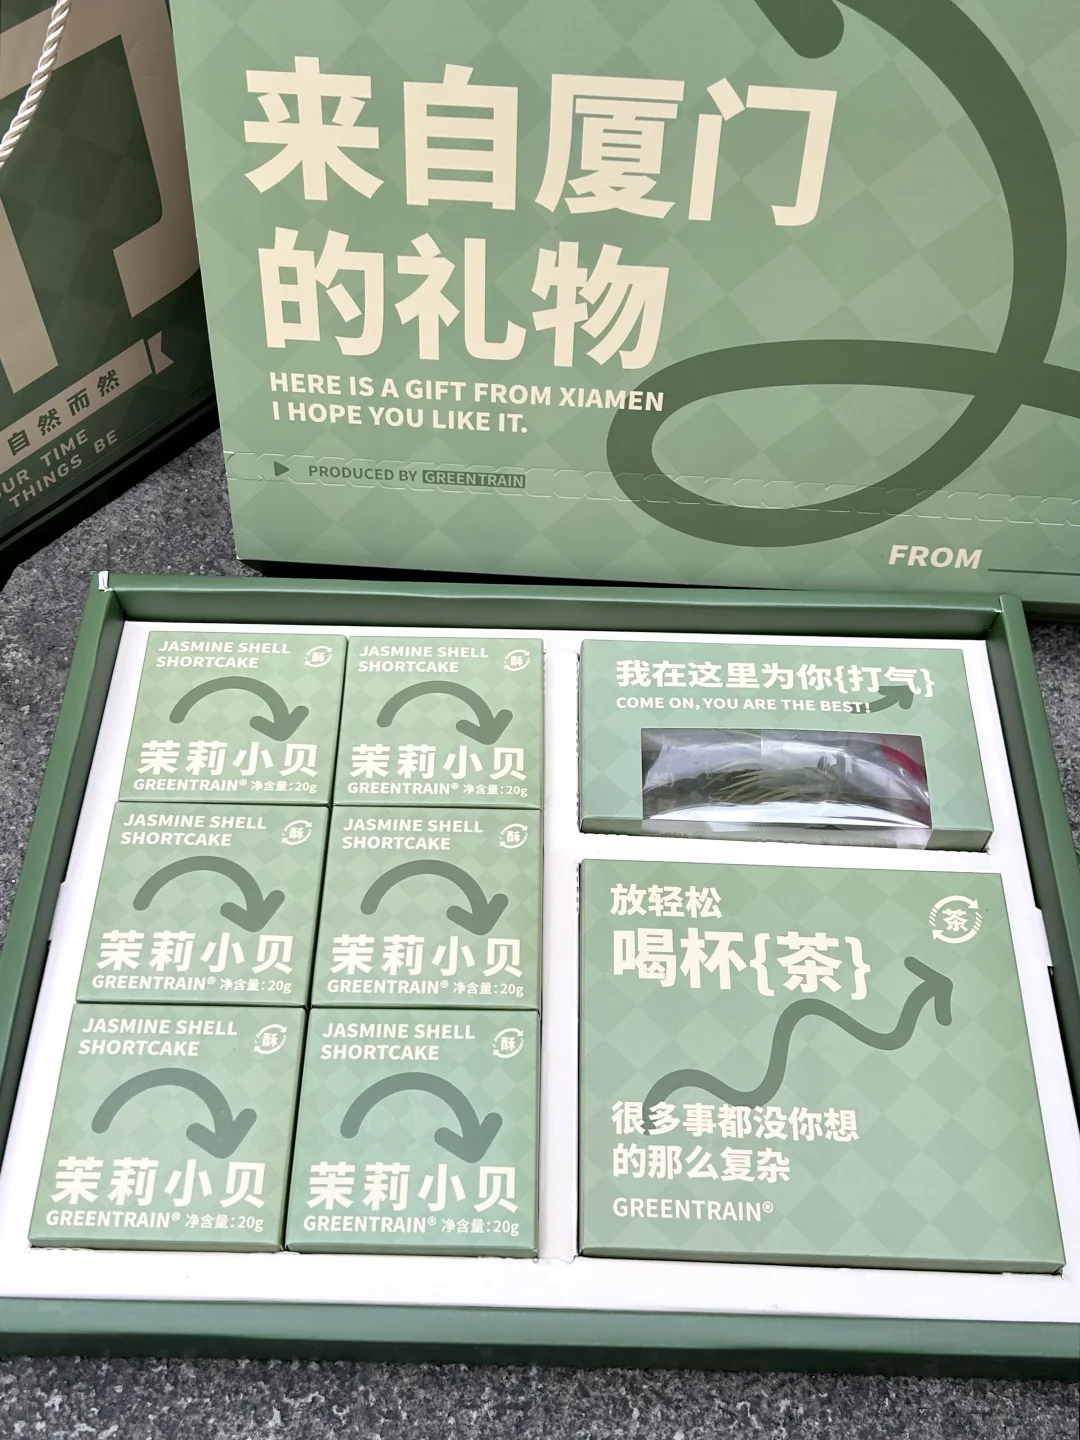 来自厦门
的礼物
HERE IS A GIFT FROM XIAMEN
I HOPE YOU LIKE IT.
PRODUCED BY GREENTRAIN
FROM
自然而然
UR TIME
THINGS BE
JASMINE SHELL
SHORTCAKE
酥
茉莉小贝
GREENTRAIN® 净含量:20g
JASMINE SHELL
SHORTCAKE
酥
茉莉小贝
GREENTRAIN® 净含量:20g
JASMINE SHELL
SHORTCAKE
酥
茉莉小贝
GREENTRAIN® 净含量:20g
JASMINE SHELL
SHORTCAKE
酥
茉莉小贝
GREENTRAIN® 净含量:20g
JASMINE SHELL
SHORTCAKE
酥
茉莉小贝
GREENTRAIN® 净含量:20g
JASMINE SHELL
SHORTCAKE
酥
茉莉小贝
GREENTRAIN® 净含量:20g
我在这里为你{打气}
COME ON, YOU ARE THE BEST!
放轻松
喝杯{茶}
茶
很多事都没你想
的那么复杂
GREENTRAIN®